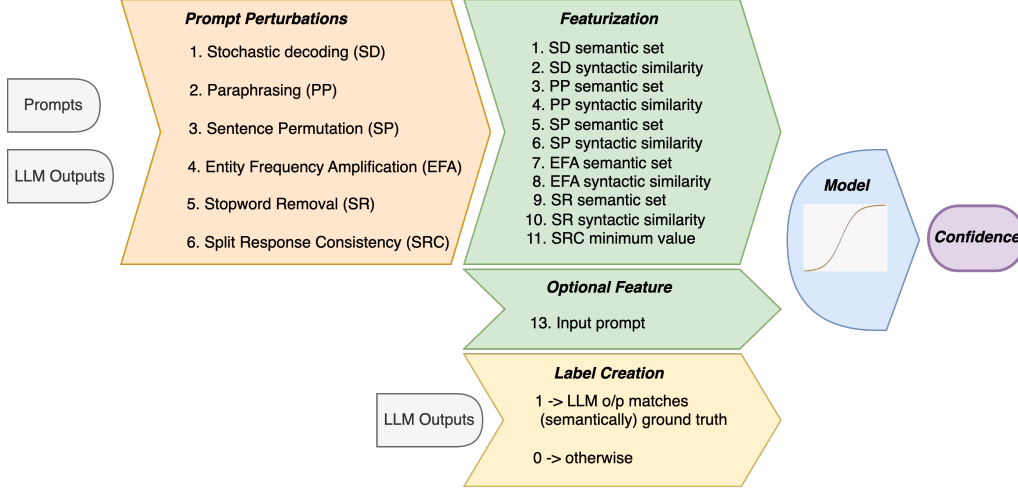 Prompts
LLM Outputs
Prompt Perturbations
1. Stochastic decoding (SD)
2. Paraphrasing (PP)
3. Sentence Permutation (SP)
4. Entity Frequency Amplification (EFA)
5. Stopword Removal (SR)
6. Split Response Consistency (SRC)
Featurization
1. SD semantic set
2. SD syntactic similarity
3. PP semantic set
4. PP syntactic similarity
5. SP semantic set
6. SP syntactic similarity
7. EFA semantic set
8. EFA syntactic similarity
9. SR semantic set
10. SR syntactic similarity
11. SRC minimum value
Optional Feature
13. Input prompt
LLM Outputs
Label Creation
1 -> LLM o/p matches
(semantically) ground truth
0 -> otherwise
Model
Confidence